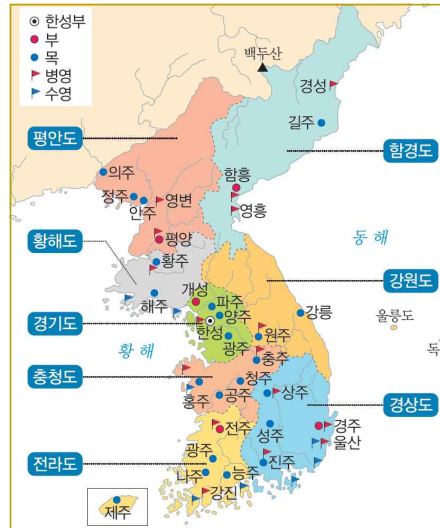 한성부
부
목
병영
수영
백두산
경성
길주
평안도
함경도
의주
함흥
정주
안주
영변
영흥
평양
동해
황해도
황주
해주
개성
파주
강원도
양주
강릉
경기도
한성
울릉도
황해
광주
원주
독
충주
충청도
청주
홍주
공주
상주
경상도
전주
성주
경주
울산
광주
전라도
나주
능주
진주
강진
제주